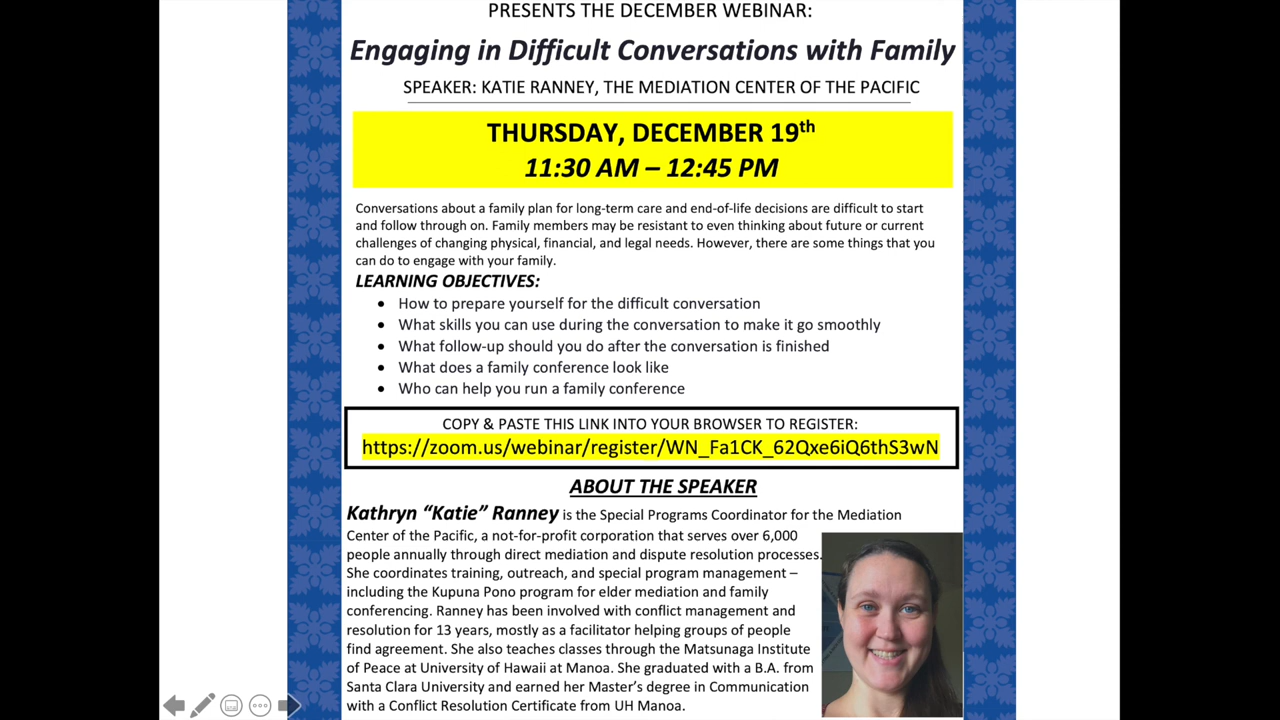 PRESENTS THE DECEMBER WEBINAR:
Engaging in Difficult Conversations with Family
SPEAKER: KATIE RANNEY, THE MEDIATION CENTER OF THE PACIFIC
THURSDAY, DECEMBER 19th
11:30 AM – 12:45 PM
Conversations about a family plan for long-term care and end-of-life decisions are difficult to start
and follow through on. Family members may be resistant to even thinking about future or current
challenges of changing physical, financial, and legal needs. However, there are some things that you
can do to engage with your family.
LEARNING OBJECTIVES:
• How to prepare yourself for the difficult conversation
• What skills you can use during the conversation to make it go smoothly
• What follow-up should you do after the conversation is finished
• What does a family conference look like
• Who can help you run a family conference
COPY & PASTE THIS LINK INTO YOUR BROWSER TO REGISTER:
https://zoom.us/webinar/register/WN_Fa1CK_62Qxe6iQ6thS3wN
ABOUT THE SPEAKER
Kathryn “Katie” Ranney is the Special Programs Coordinator for the Mediation
Center of the Pacific, a not-for-profit corporation that serves over 6,000
people annually through direct mediation and dispute resolution processes.
She coordinates training, outreach, and special program management –
including the Kupuna Pono program for elder mediation and family
conferencing. Ranney has been involved with conflict management and
resolution for 13 years, mostly as a facilitator helping groups of people
find agreement. She also teaches classes through the Matsunaga Institute
of Peace at University of Hawaii at Manoa. She graduated with a B.A. from
Santa Clara University and earned her Master’s degree in Communication
with a Conflict Resolution Certificate from UH Manoa.